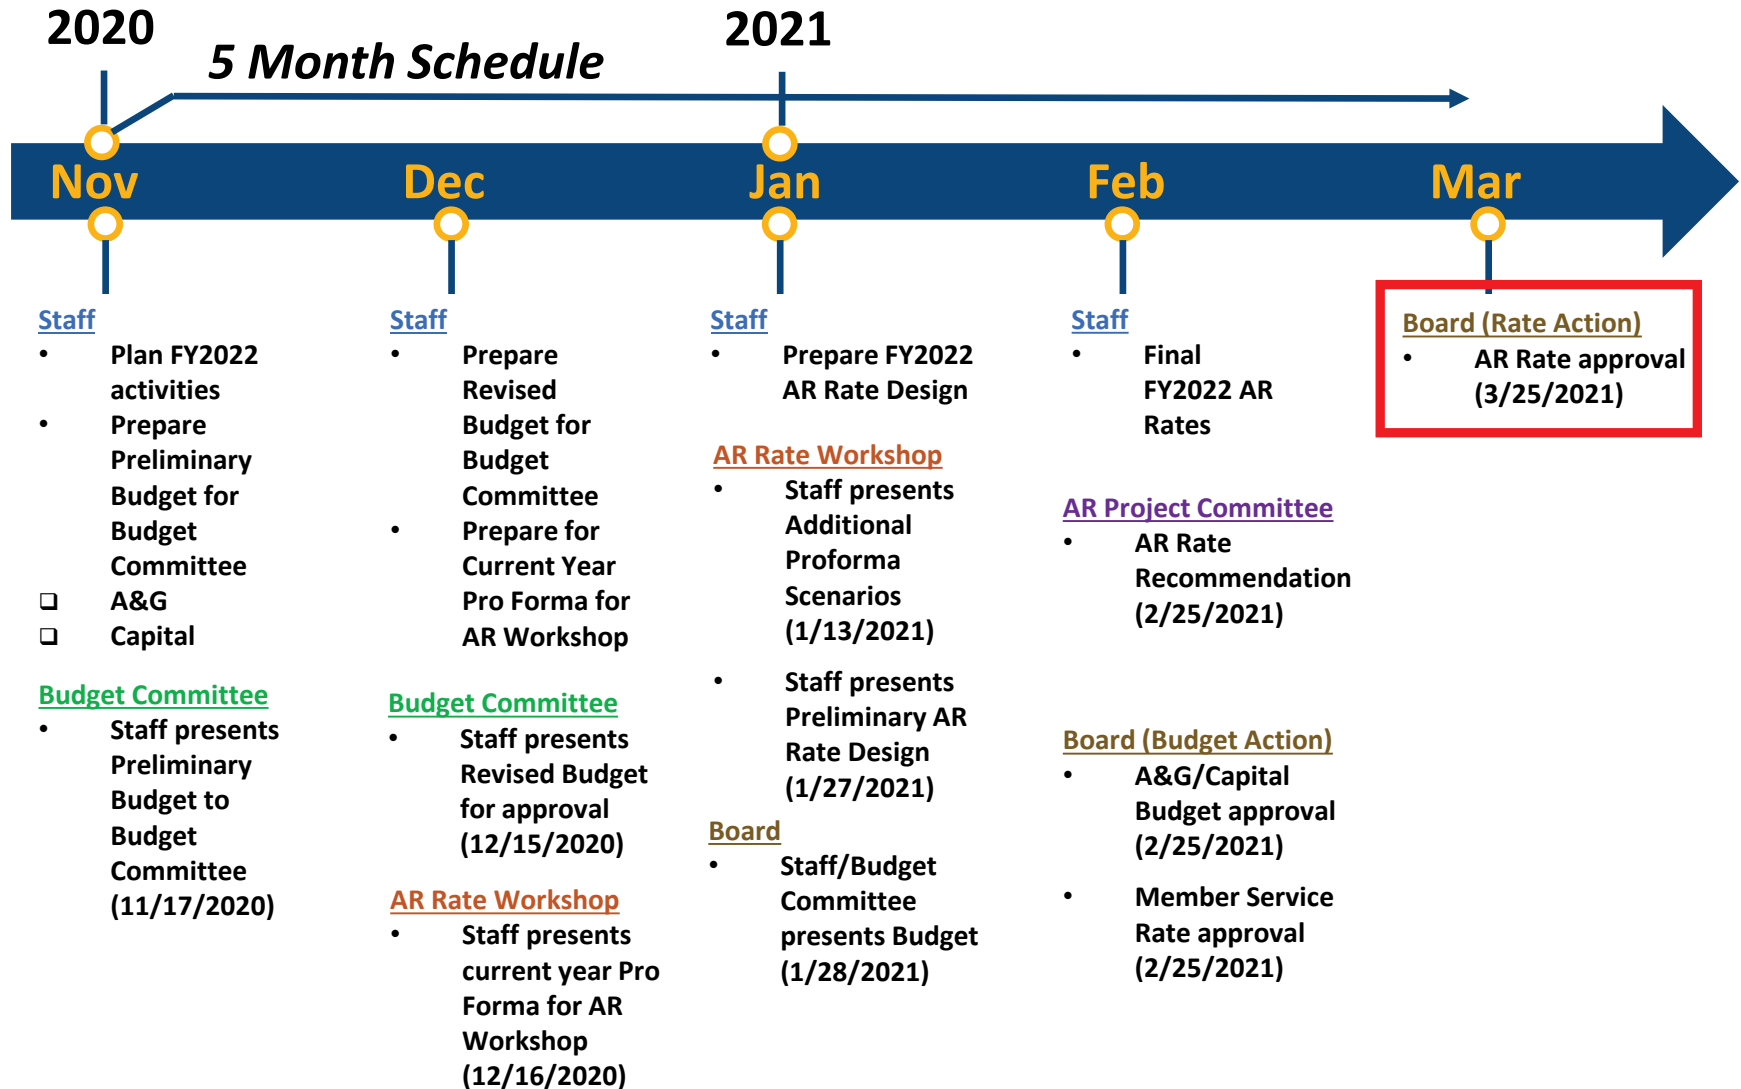 2020
2021
5 Month Schedule
Nov
Dec
Jan
Feb
Mar
Staff
• Plan FY2022
activities
• Prepare
Preliminary
Budget for
Budget
Committee
❑ A&G
❑ Capital
Budget Committee
• Staff presents
Preliminary
Budget to
Budget
Committee
(11/17/2020)
Staff
• Prepare
Revised
Budget for
Budget
Committee
• Prepare for
Current Year
Pro Forma for
AR Workshop
Budget Committee
• Staff presents
Revised Budget
for approval
(12/15/2020)
AR Rate Workshop
• Staff presents
current year Pro
Forma for AR
Workshop
(12/16/2020)
Staff
• Prepare FY2022
AR Rate Design
AR Rate Workshop
• Staff presents
Additional
Proforma
Scenarios
(1/13/2021)
• Staff presents
Preliminary AR
Rate Design
(1/27/2021)
Board
• Staff/Budget
Committee
presents Budget
(1/28/2021)
Staff
• Final
FY2022 AR
Rates
AR Project Committee
• AR Rate
Recommendation
(2/25/2021)
Board (Budget Action)
• A&G/Capital
Budget approval
(2/25/2021)
• Member Service
Rate approval
(2/25/2021)
Board (Rate Action)
• AR Rate approval
(3/25/2021)